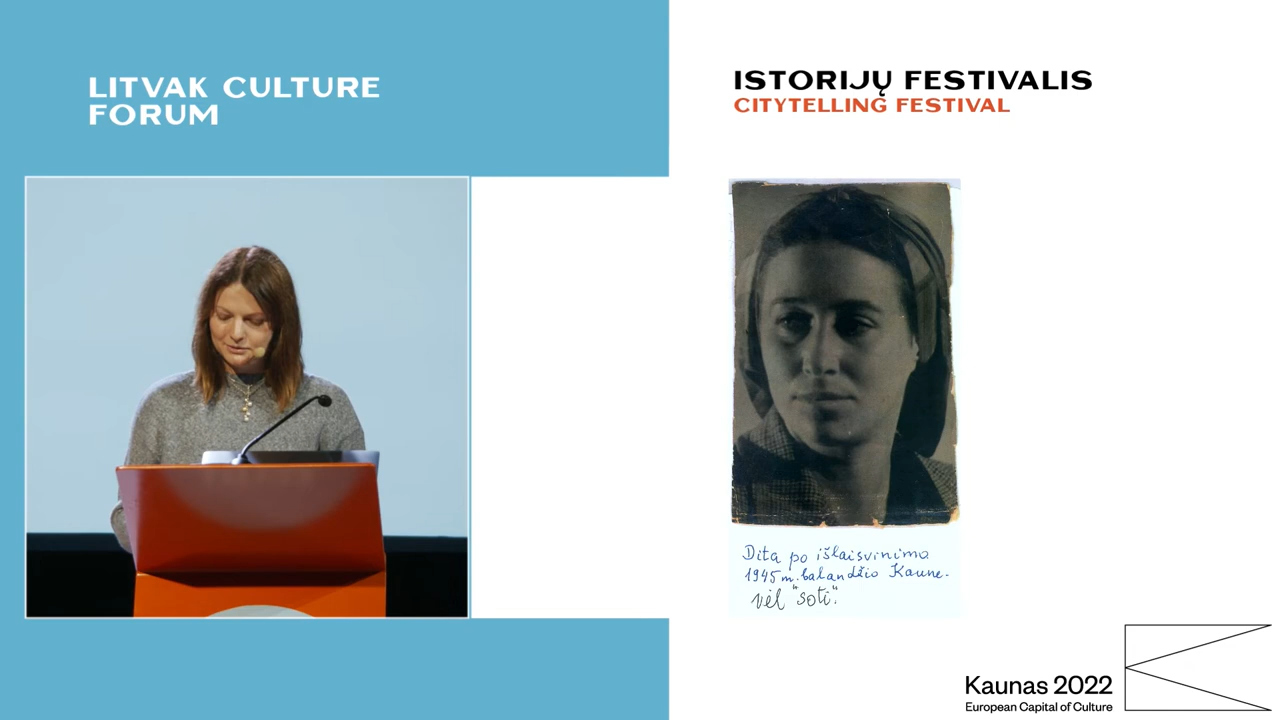 LITVAK CULTURE
FORUM
ISTORIJŲ FESTIVALIS
CITYTELLING FESTIVAL
Dita po išlaisvinimo
1945 m. balandžio Kaune.
vėl "soti".
Kaunas 2022
European Capital of Culture